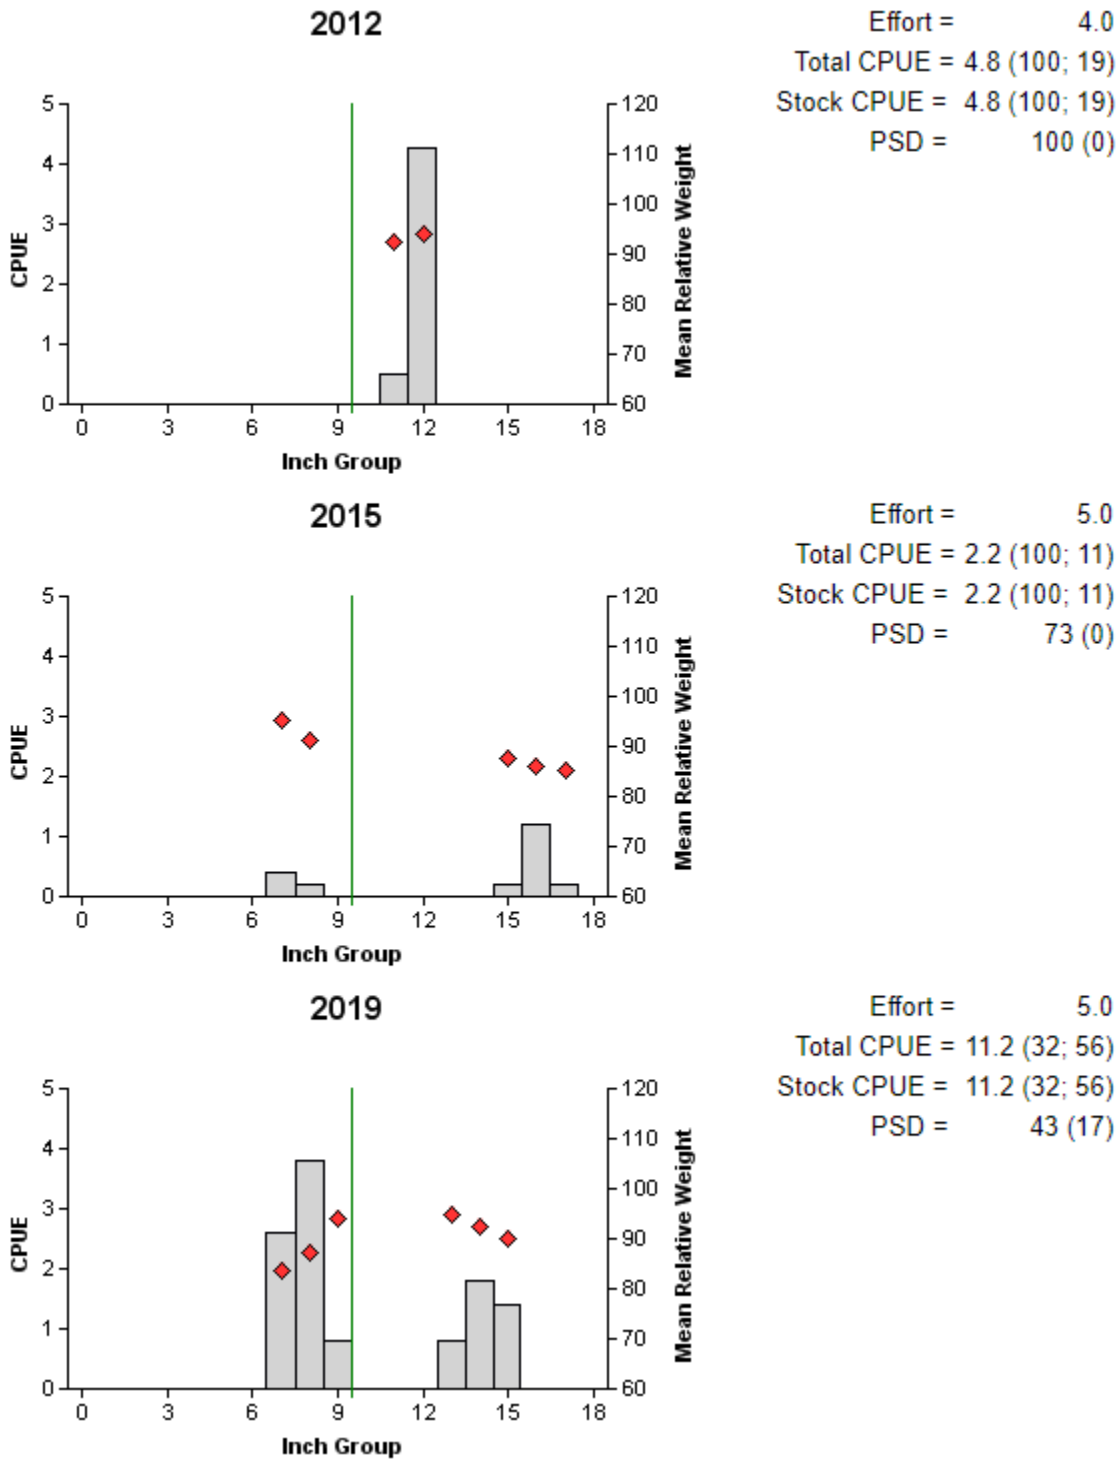 2012
Effort = 4.0
Total CPUE = 4.8 (100; 19)
Stock CPUE = 4.8 (100; 19)
PSD = 100 (0)
5
4
3
2
1
0
CPUE
120
110
100
90
80
70
60
Mean Relative Weight
0 3 6 9 12 15 18
Inch Group
2015
Effort = 5.0
Total CPUE = 2.2 (100; 11)
Stock CPUE = 2.2 (100; 11)
PSD = 73 (0)
5
4
3
2
1
0
CPUE
120
110
100
90
80
70
60
Mean Relative Weight
0 3 6 9 12 15 18
Inch Group
2019
Effort = 5.0
Total CPUE = 11.2 (32; 56)
Stock CPUE = 11.2 (32; 56)
PSD = 43 (17)
5
4
3
2
1
0
CPUE
120
110
100
90
80
70
60
Mean Relative Weight
0 3 6 9 12 15 18
Inch Group